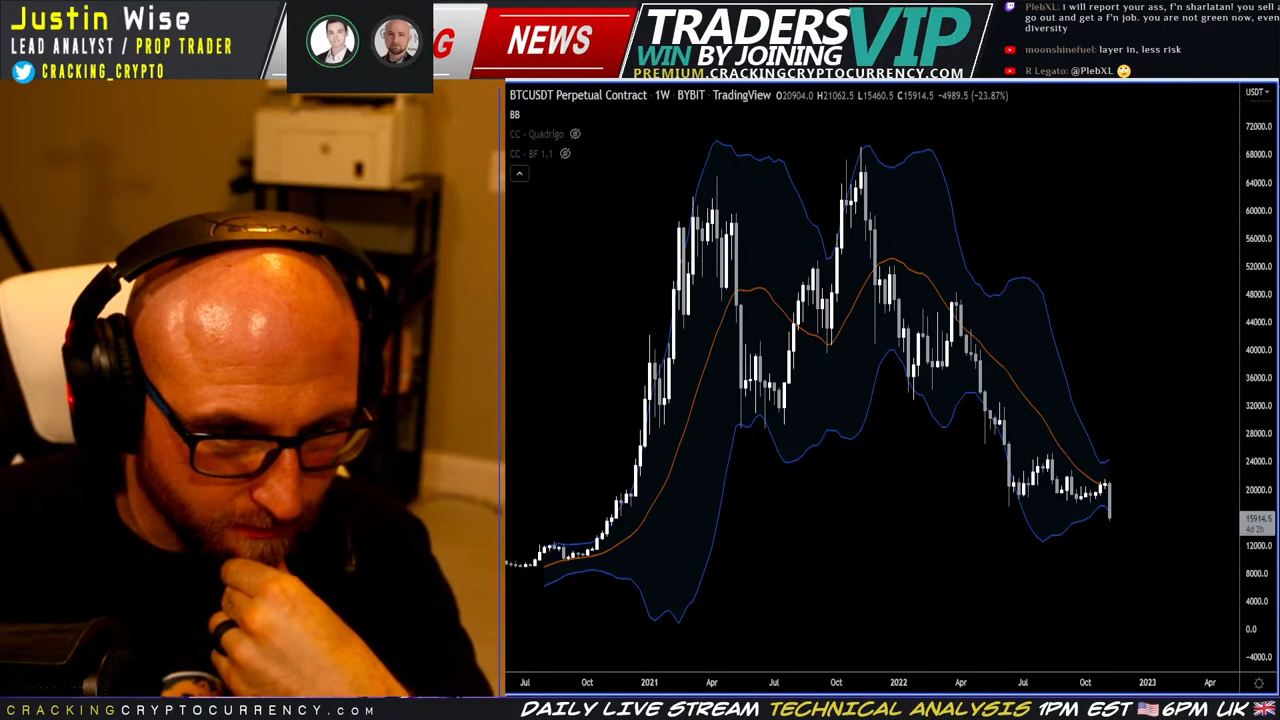 Justin Wise
LEAD ANALYST / PROP TRADER
CRACKING_CRYPTO
G
NEWS
TRADERS VIP
WIN BY JOINING
PREMIUM.CRACKINGCRYPTOCURRENCY.COM
PlebXL: i will report your ass, f'n sharlatan! you sell a
go out and get a f'n job. you are not green now, even
diversity
moonshinefuel: layer in, less risk
R Legato: @PlebXL
BTCUSDT Perpetual Contract · 1W · BYBIT · TradingView O20904.0 H21062.5 L15460.5 C15914.5 -4989.5 (-23.87%)
USDT
BB
CC - Quadrigo
CC - BF 1.1
72000.0
68000.0
64000.0
60000.0
56000.0
52000.0
48000.0
44000.0
40000.0
36000.0
32000.0
28000.0
24000.0
20000.0
15914.5
4d 2h
12000.0
8000.0
4000.0
0.0
-4000.0
Jul Oct 2021 Apr Jul Oct 2022 Apr Jul Oct 2023 Apr
CRACKINGCRYPTOCURRENCY.COM
DAILY LIVE STREAM TECHNICAL ANALYSIS 1PM EST 6PM UK